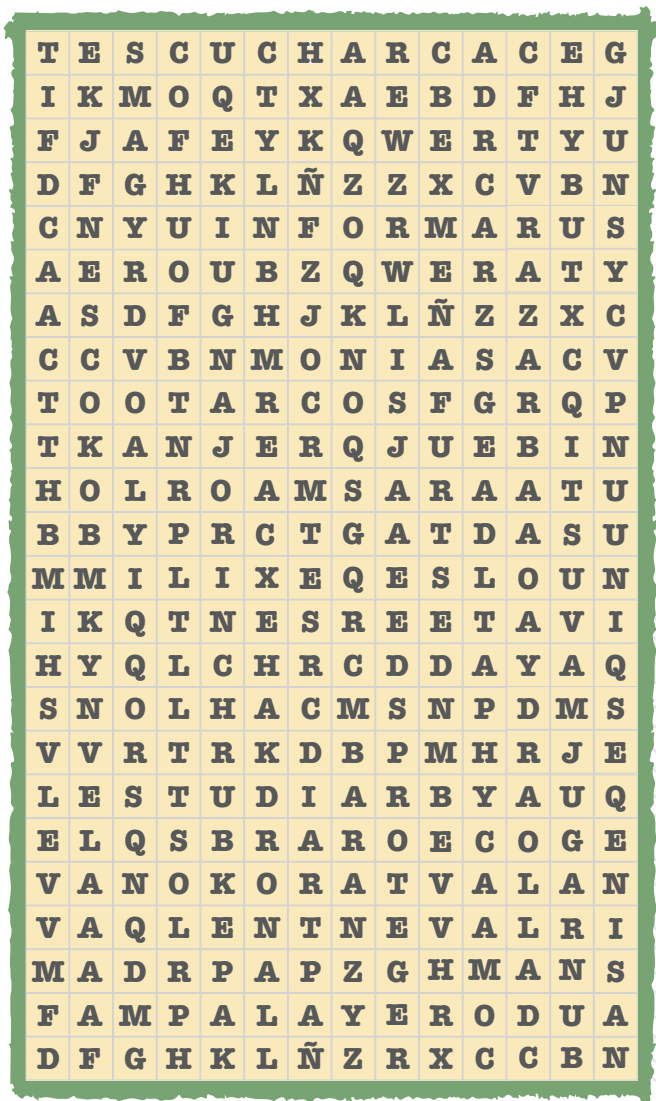 T E S C U C H A R C A C E G
I K M O Q T X A E B D F H J
F J A F E Y K Q W E R T Y U
D F G H K L Ñ Z Z X C V B N
C N Y U I N F O R M A R U S
A E R O U B Z Q W E R A T Y
A S D F G H J K L Ñ Z Z X C
C C V B N M O N I A S A C V
T O O T A R C O S F G R Q P
T K A N J E R Q J U E B I N
H O L R O A M S A R A A T U
B B Y P R C T G A T D A S U
M M I L I X E Q E S L O U N
I K Q T N E S R E E T A V I
H Y Q L C H R C D D A Y A Q
S N O L H A C M S N P D M S
V V R T R K D B P M H R J E
L E S T U D I A R B Y A U Q
E L Q S B R A R O E C O G E
V A N O K O R A T V A L A N
V A Q L E N T N E V A L R I
M A D R P A P Z G H M A N S
F A M P A L A Y E R O D U A
D F G H K L Ñ Z R X C C B N